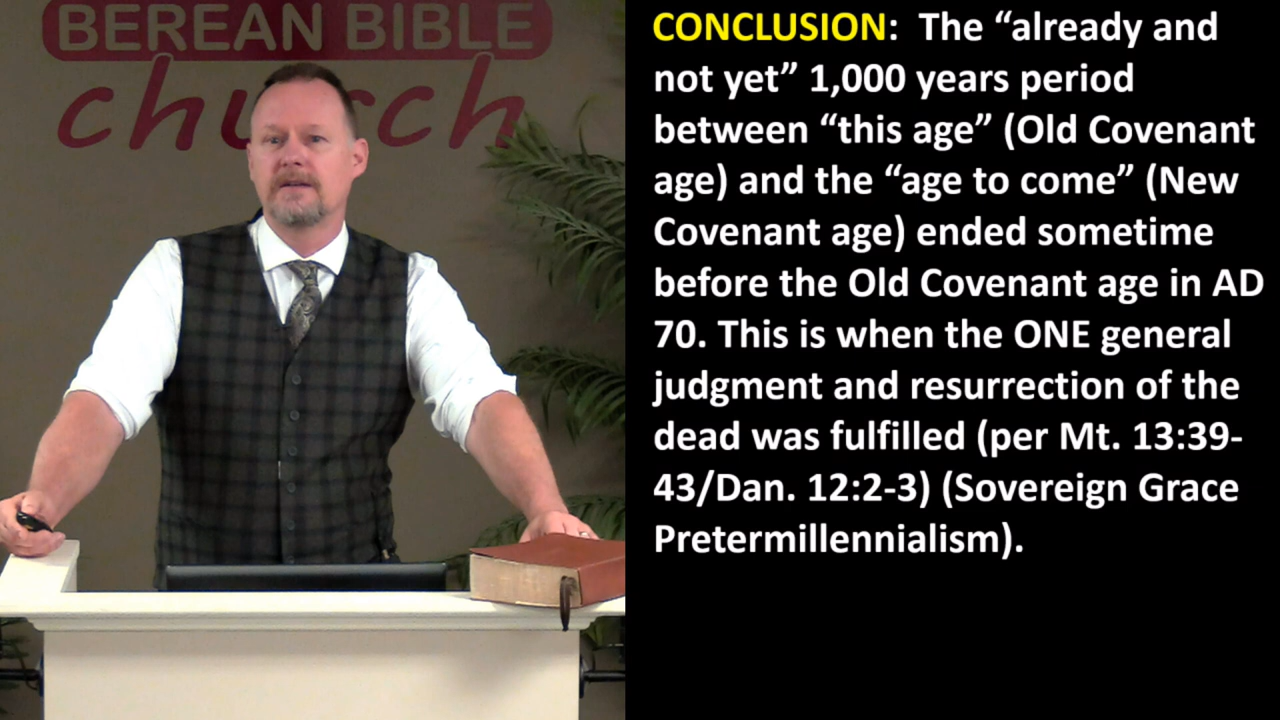 BEREAN BIBLE
church
CONCLUSION: The “already and
not yet” 1,000 years period
between “this age” (Old Covenant
age) and the “age to come” (New
Covenant age) ended sometime
before the Old Covenant age in AD
70. This is when the ONE general
judgment and resurrection of the
dead was fulfilled (per Mt. 13:39-
43/Dan. 12:2-3) (Sovereign Grace
Pretermillennialism).